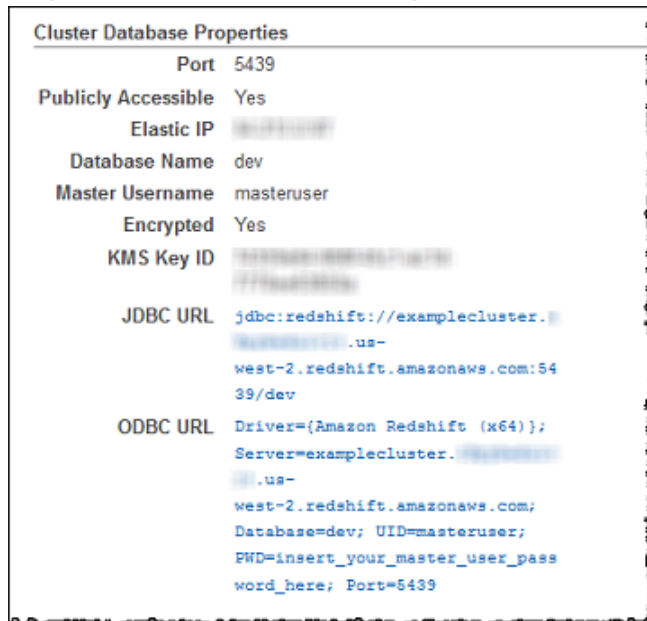 Cluster Database Properties
Port 5439
Publicly Accessible Yes
Elastic IP
Database Name dev
Master Username masteruser
Encrypted Yes
KMS Key ID
JDBC URL jdbc:redshift://examplecluster.
.us-
west-2.redshift.amazonaws.com:54
39/dev
ODBC URL Driver={Amazon Redshift (x64)};
Server=examplecluster.
.us-
west-2.redshift.amazonaws.com;
Database=dev; UID=masteruser;
PWD=insert_your_master_user_pass
word_here; Port=5439